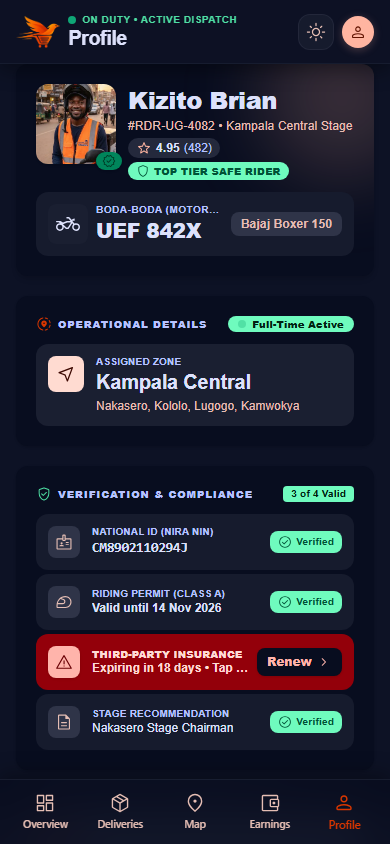 ON DUTY • ACTIVE DISPATCH
Profile
Kizito Brian
#RDR-UG-4082 • Kampala Central Stage
4.95 (482)
TOP TIER SAFE RIDER
BODA-BODA (MOTOR...
UEF 842X
Bajaj Boxer 150
OPERATIONAL DETAILS
Full-Time Active
ASSIGNED ZONE
Kampala Central
Nakasero, Kololo, Lugogo, Kamwokya
VERIFICATION & COMPLIANCE
3 of 4 Valid
NATIONAL ID (NIRA NIN)
CM8902110294J
Verified
RIDING PERMIT (CLASS A)
Valid until 14 Nov 2026
Verified
THIRD-PARTY INSURANCE
Expiring in 18 days • Tap ...
Renew
STAGE RECOMMENDATION
Nakasero Stage Chairman
Verified
Overview
Deliveries
Map
Earnings
Profile